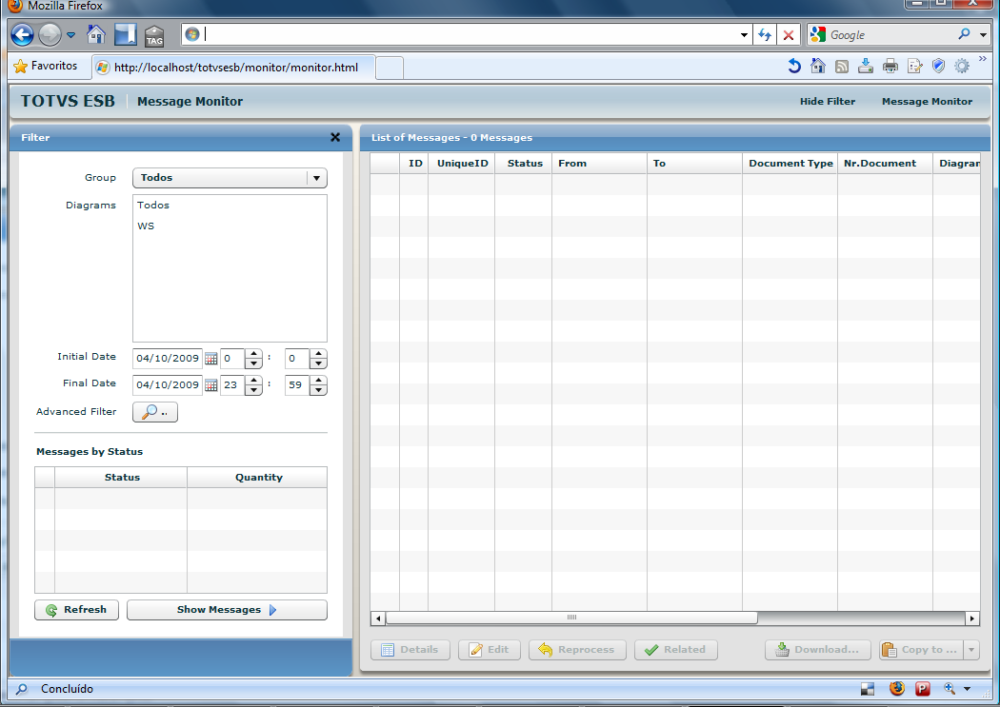 Mozilla Firefox
TAG
Google
Favoritos
http://localhost/totvsesb/monitor/monitor.html
TOTVS ESB
Message Monitor
Hide Filter
Message Monitor
Filter
Group
Todos
Diagrams
Todos
WS
Initial Date
04/10/2009
0
:
0
Final Date
04/10/2009
23
:
59
Advanced Filter
..
Messages by Status
Status
Quantity
Refresh
Show Messages
List of Messages - 0 Messages
ID
UniqueID
Status
From
To
Document Type
Nr.Document
Diagran
Details
Edit
Reprocess
Related
Download...
Copy to ...
Concluído